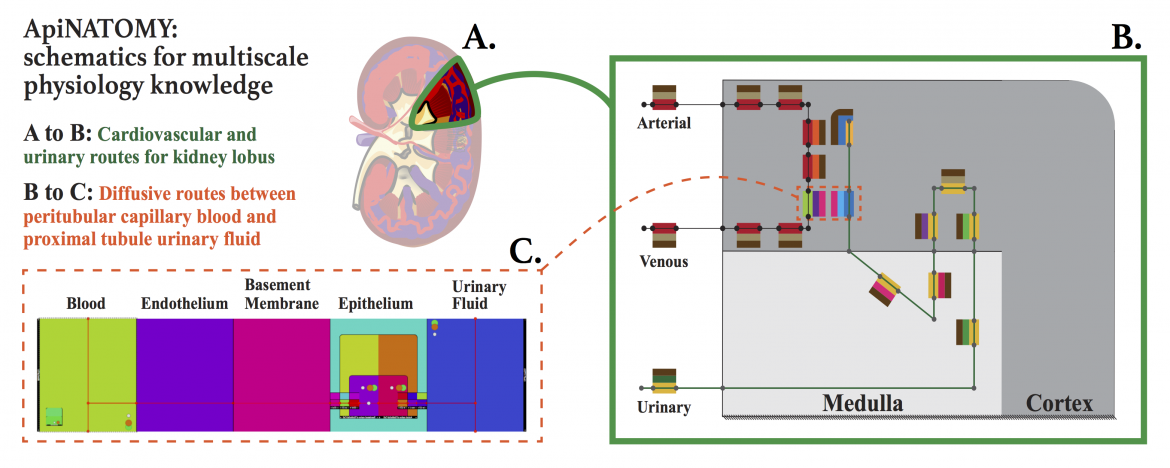 ApiNATOMY:
schematics for multiscale
physiology knowledge
A to B: Cardiovascular and
urinary routes for kidney lobus
B to C: Diffusive routes between
peritubular capillary blood and
proximal tubule urinary fluid
A.
B.
Arterial
Venous
Urinary
Medulla
Cortex
C.
Blood
Endothelium
Basement
Membrane
Epithelium
Urinary
Fluid